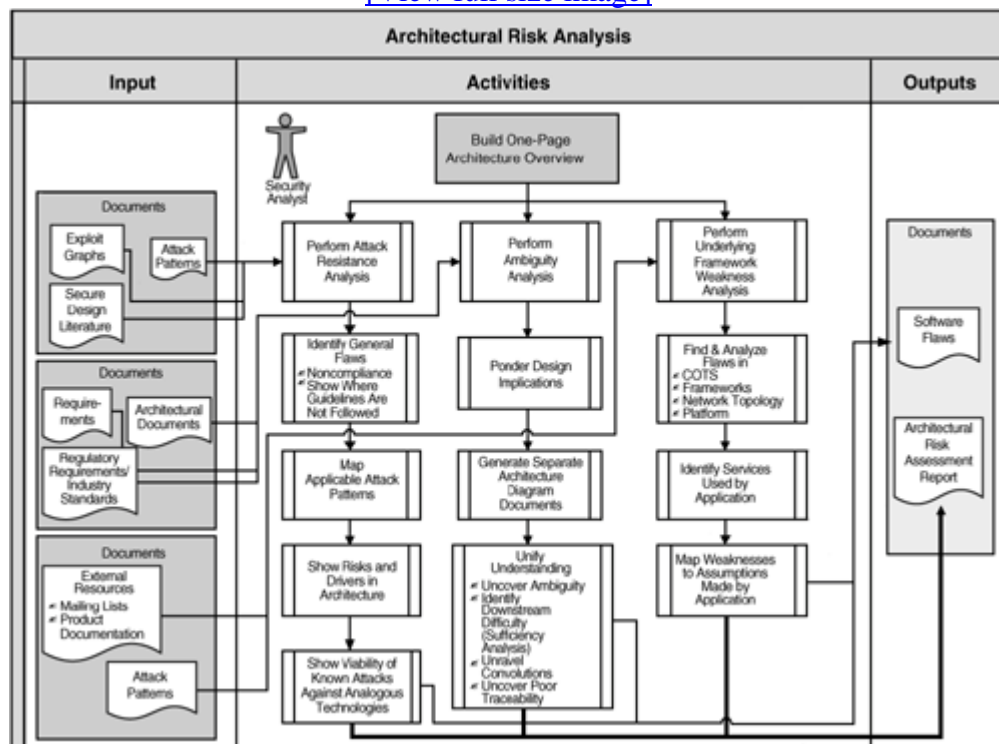 [View full size image]
Architectural Risk Analysis
Input
Activities
Outputs
Security
Analyst
Build One-Page
Architecture Overview
Documents
Exploit
Graphs
Attack
Patterns
Secure
Design
Literature
Documents
Require-
ments
Architectural
Documents
Regulatory
Requirements/
Industry
Standards
Documents
External
Resources
Mailing Lists
Product
Documentation
Attack
Patterns
Perform Attack
Resistance
Analysis
Identify General
Flaws
Noncompliance
Show Where
Guidelines Are
Not Followed
Map
Applicable Attack
Patterns
Show Risks and
Drivers in
Architecture
Show Viability of
Known Attacks
Against Analogous
Technologies
Perform
Ambiguity
Analysis
Ponder Design
Implications
Generate Separate
Architecture
Diagram
Documents
Unify
Understanding
Uncover Ambiguity
Identify
Downstream
Difficulty
(Sufficiency
Analysis)
Unravel
Convolutions
Uncover Poor
Traceability
Perform
Underlying
Framework
Weakness
Analysis
Find & Analyze
Flaws in
COTS
Frameworks
Network Topology
Platform
Identify Services
Used by
Application
Map Weaknesses
to Assumptions
Made by
Application
Documents
Software
Flaws
Architectural
Risk
Assessment
Report